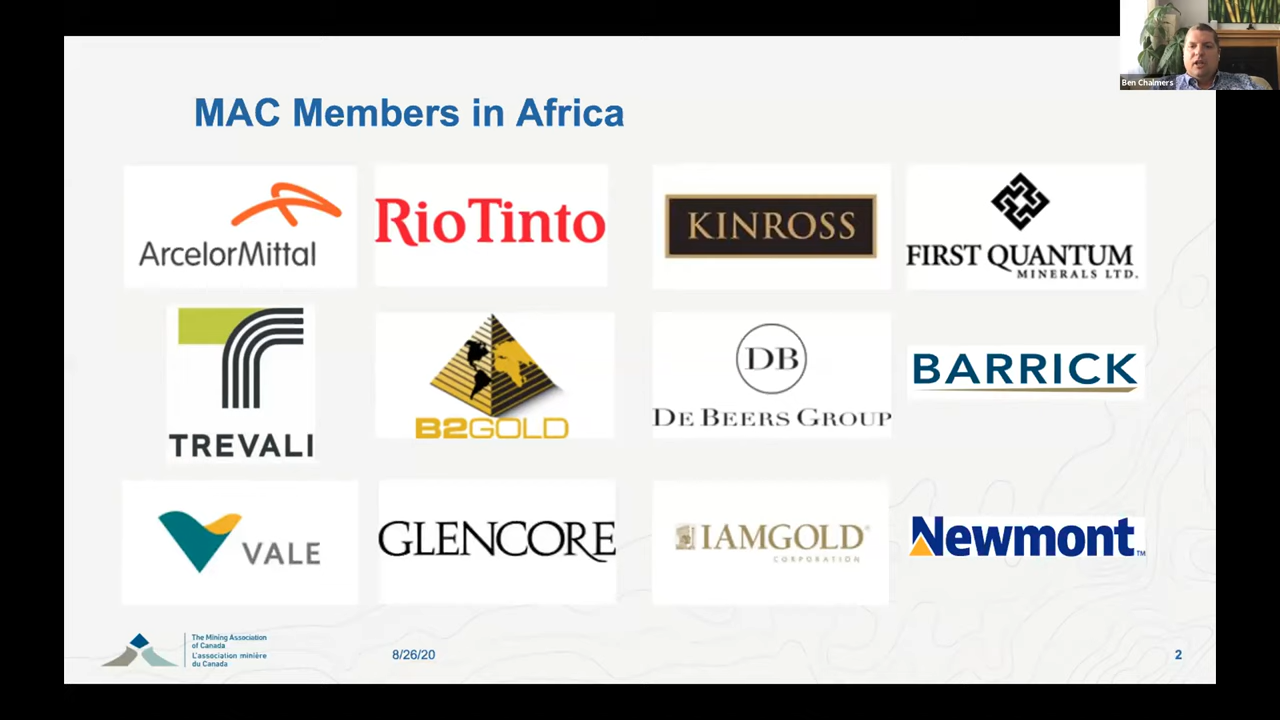 Ben Chalmers
MAC Members in Africa
ArcelorMittal
RioTinto
KINROSS
FIRST QUANTUM
MINERALS LTD.
TREVALI
B2GOLD
DB
DE BEERS GROUP
BARRICK
VALE
GLENCORE
IAMGOLD®
CORPORATION
Newmont™
The Mining Association
of Canada
L'association minière
du Canada
8/26/20
2